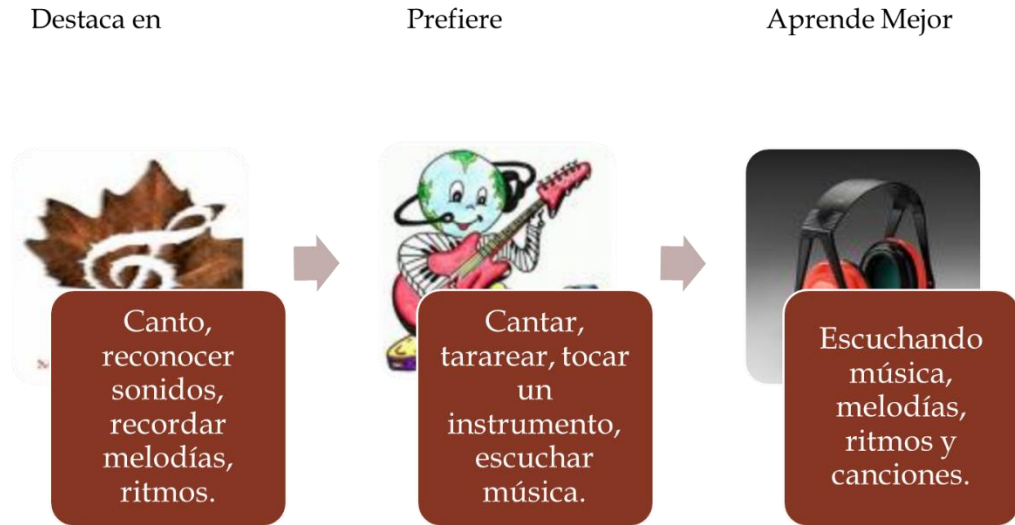 Destaca en
Prefiere
Aprende Mejor
Canto,
reconocer
sonidos,
recordar
melodías,
ritmos.
Cantar,
tararear, tocar
un
instrumento,
escuchar
música.
Escuchando
música,
melodías,
ritmos y
canciones.